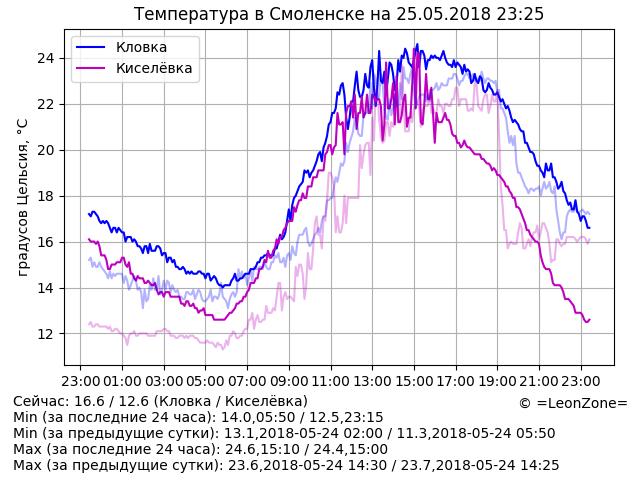 Температура в Смоленске на 25.05.2018 23:25
Кловка
Киселёвка
градусов Цельсия, °C
24
22
20
18
16
14
12
23:00 01:00 03:00 05:00 07:00 09:00 11:00 13:00 15:00 17:00 19:00 21:00 23:00
Сейчас: 16.6 / 12.6 (Кловка / Киселёвка)
© =LeonZone=
Min (за последние 24 часа): 14.0,05:50 / 12.5,23:15
Min (за предыдущие сутки): 13.1,2018-05-24 02:00 / 11.3,2018-05-24 05:50
Max (за последние 24 часа): 24.6,15:10 / 24.4,15:00
Max (за предыдущие сутки): 23.6,2018-05-24 14:30 / 23.7,2018-05-24 14:25